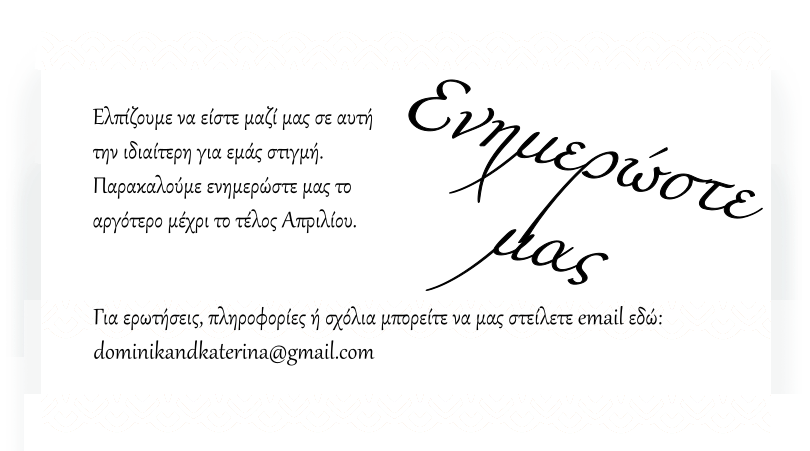 Ελπίζουμε να είστε μαζί μας σε αυτή
την ιδιαίτερη για εμάς στιγμή.
Παρακαλούμε ενημερώστε μας το
αργότερο μέχρι το τέλος Απριλίου.
Ενημερώστε
μας
Για ερωτήσεις, πληροφορίες ή σχόλια μπορείτε να μας στείλετε email εδώ:
dominikandkaterina@gmail.com